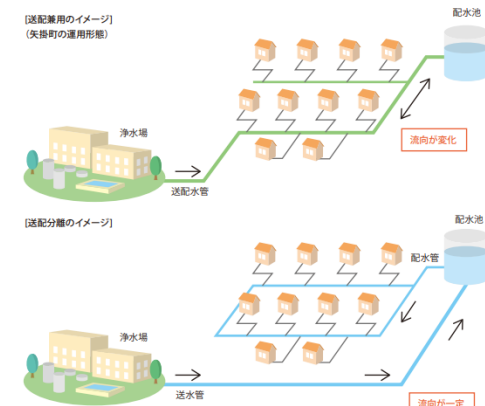 [送配兼用のイメージ]
（矢掛町の運用形態）
配水池
浄水場
流向が変化
送配水管
[送配分離のイメージ]
配水池
配水管
浄水場
送水管
流向が一定